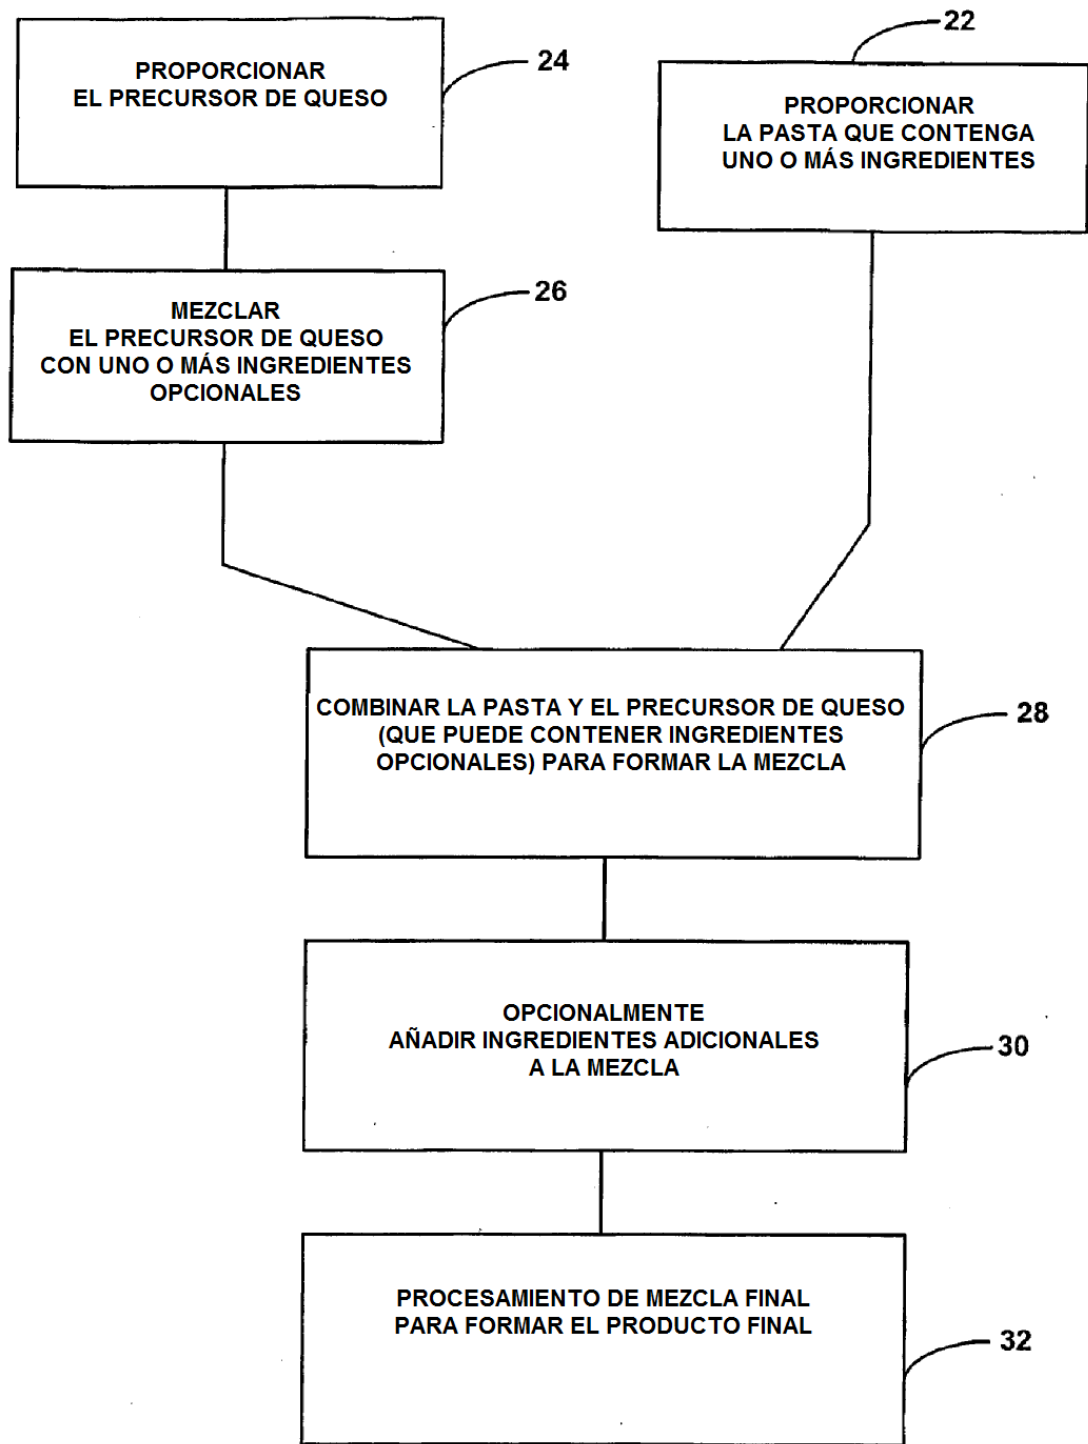 PROPORCIONAR
EL PRECURSOR DE QUESO
24
22
PROPORCIONAR
LA PASTA QUE CONTENGA
UNO O MÁS INGREDIENTES
MEZCLAR
EL PRECURSOR DE QUESO
CON UNO O MÁS INGREDIENTES
OPCIONALES
26
COMBINAR LA PASTA Y EL PRECURSOR DE QUESO
(QUE PUEDE CONTENER INGREDIENTES
OPCIONALES) PARA FORMAR LA MEZCLA
28
OPCIONALMENTE
AÑADIR INGREDIENTES ADICIONALES
A LA MEZCLA
30
PROCESAMIENTO DE MEZCLA FINAL
PARA FORMAR EL PRODUCTO FINAL
32